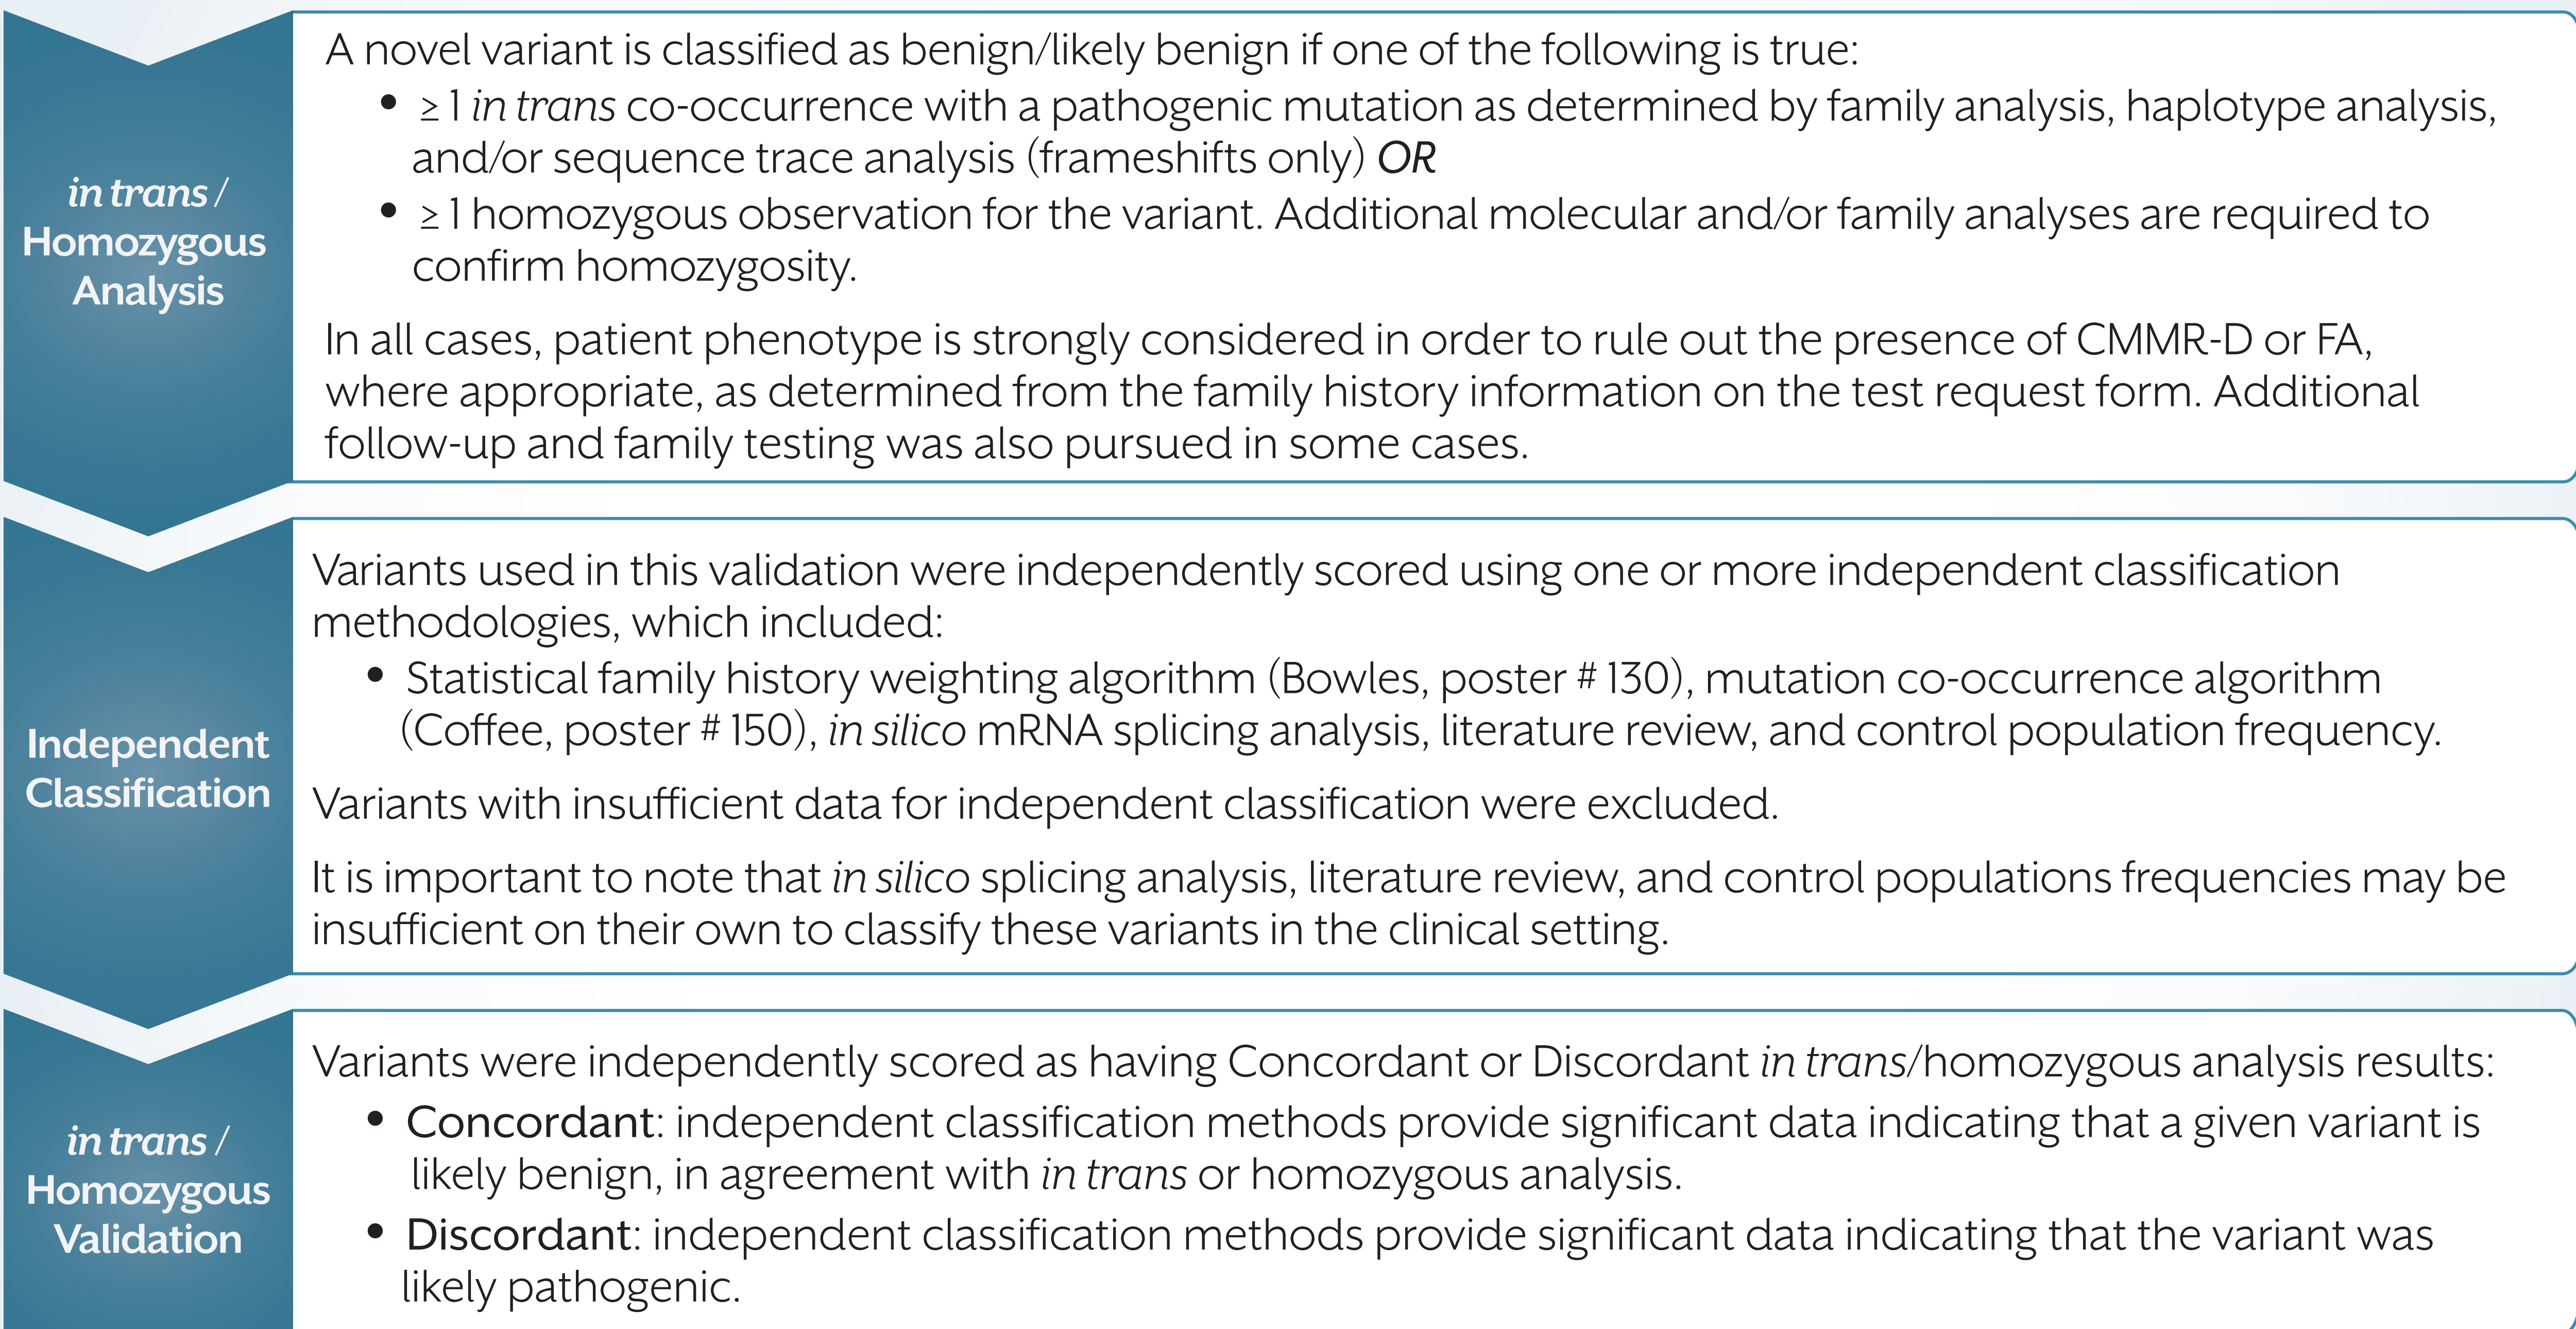 in trans /
Homozygous
Analysis
A novel variant is classified as benign/likely benign if one of the following is true:
• ≥ 1 in trans co-occurrence with a pathogenic mutation as determined by family analysis, haplotype analysis,
and/or sequence trace analysis (frameshifts only) OR
• ≥ 1 homozygous observation for the variant. Additional molecular and/or family analyses are required to
confirm homozygosity.
In all cases, patient phenotype is strongly considered in order to rule out the presence of CMMR-D or FA,
where appropriate, as determined from the family history information on the test request form. Additional
follow-up and family testing was also pursued in some cases.
Independent
Classification
Variants used in this validation were independently scored using one or more independent classification
methodologies, which included:
• Statistical family history weighting algorithm (Bowles, poster # 130), mutation co-occurrence algorithm
(Coffee, poster # 150), in silico mRNA splicing analysis, literature review, and control population frequency.
Variants with insufficient data for independent classification were excluded.
It is important to note that in silico splicing analysis, literature review, and control populations frequencies may be
insufficient on their own to classify these variants in the clinical setting.
in trans /
Homozygous
Validation
Variants were independently scored as having Concordant or Discordant in trans/homozygous analysis results:
• Concordant: independent classification methods provide significant data indicating that a given variant is
likely benign, in agreement with in trans or homozygous analysis.
• Discordant: independent classification methods provide significant data indicating that the variant was
likely pathogenic.